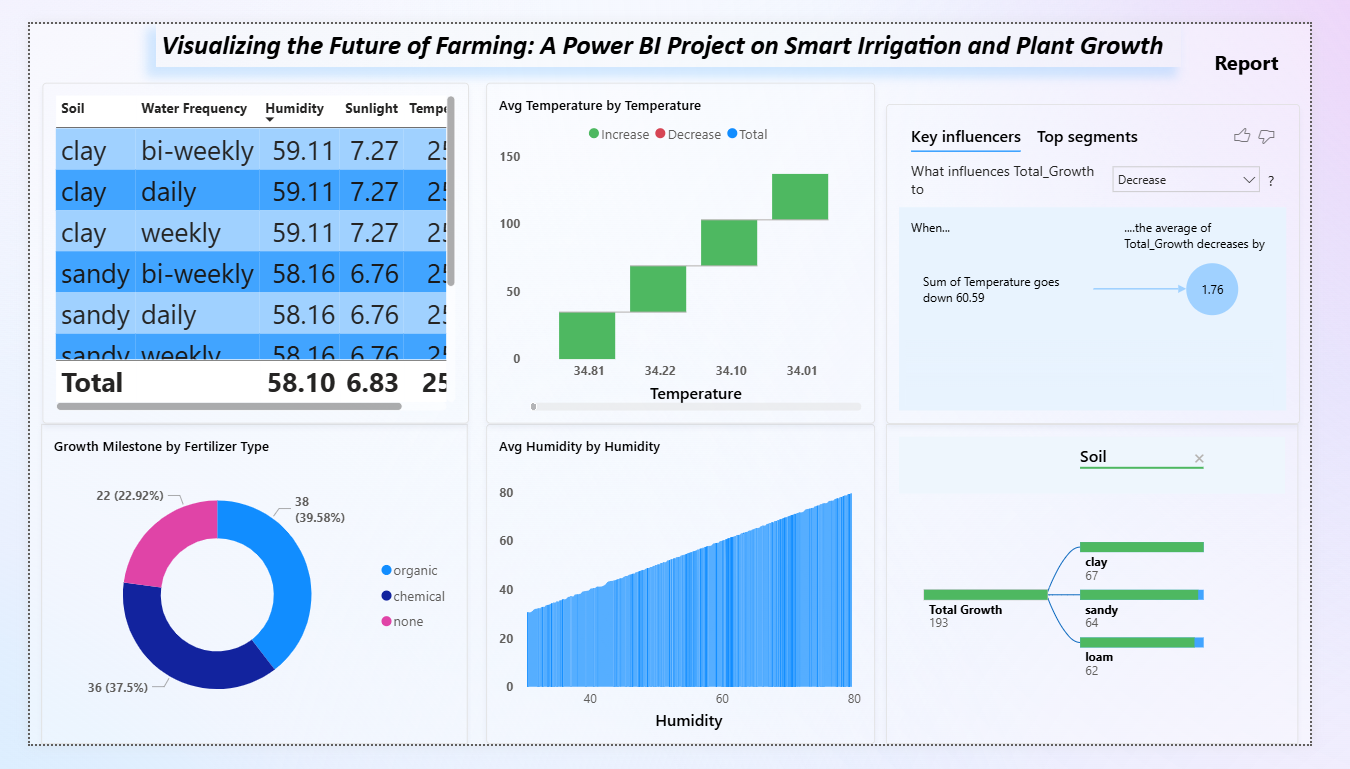 Visualizing the Future of Farming: A Power BI Project on Smart Irrigation and Plant Growth
Report
Soil Water Frequency Humidity Sunlight Tempe
clay bi-weekly 59.11 7.27 25
clay daily 59.11 7.27 25
clay weekly 59.11 7.27 25
sandy bi-weekly 58.16 6.76 25
sandy daily 58.16 6.76 25
sandy weekly 58.16 6.76 25
Total 58.10 6.83 25
Avg Temperature by Temperature
Increase Decrease Total
150
100
50
0
34.81 34.22 34.10 34.01
Temperature
Key influencers Top segments
What influences Total_Growth
to
Decrease ?
When...
....the average of
Total_Growth decreases by
Sum of Temperature goes
down 60.59
1.76
Growth Milestone by Fertilizer Type
22 (22.92%)
38
(39.58%)
36 (37.5%)
organic
chemical
none
Avg Humidity by Humidity
80
60
40
20
0
40 60 80
Humidity
Soil
Total Growth
193
clay
67
sandy
64
loam
62